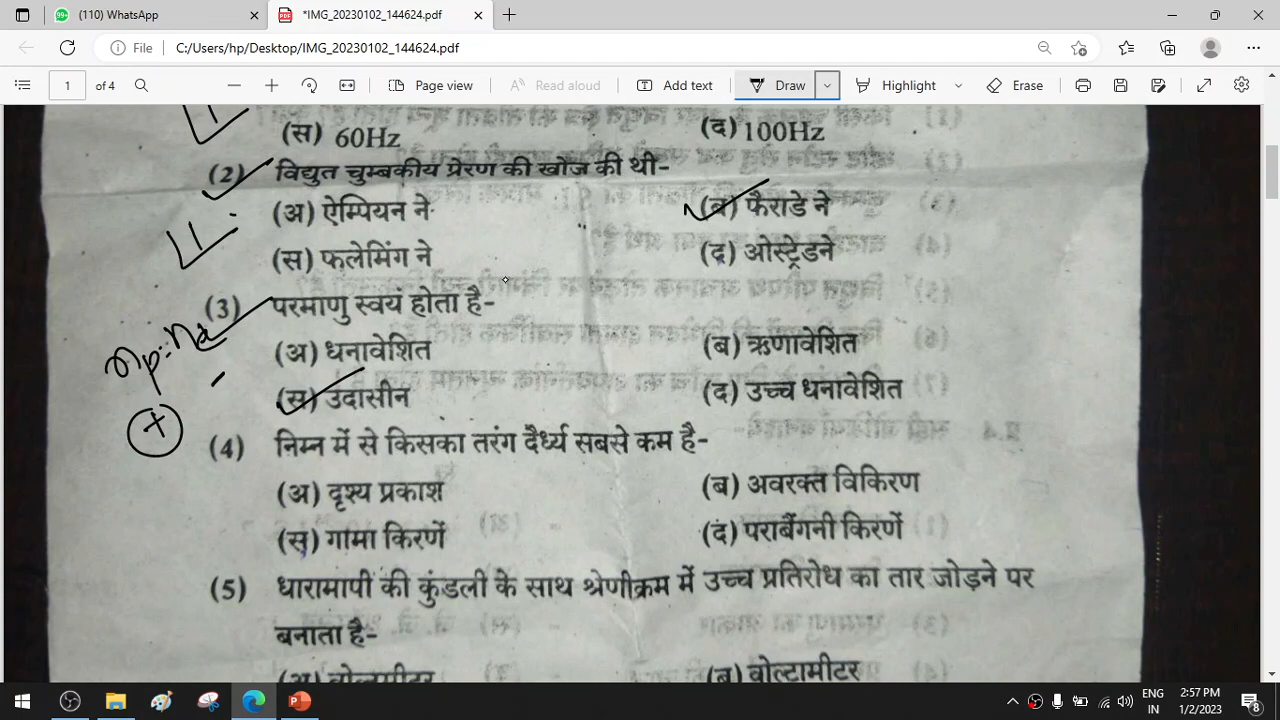 (110) WhatsApp
*IMG_20230102_144624.pdf
File
C:/Users/hp/Desktop/IMG_20230102_144624.pdf
1 of 4
Page view
Read aloud
Add text
Draw
Highlight
Erase
(स) 60Hz (द) 100Hz
(2) विद्युत चुम्बकीय प्रेरण की खोज की थी-
(अ) ऐम्पियन ने (ब) फैराडे ने
(स) फलेमिंग ने (द) ओस्ट्रेडने
(3) परमाणु स्वयं होता है-
(अ) धनावेशित (ब) ऋणावेशित
(स) उदासीन (द) उच्च धनावेशित
(4) निम्न में से किसका तरंग दैर्ध्य सबसे कम है-
(अ) दृश्य प्रकाश (ब) अवरक्त विकिरण
(स) गामा किरणें (द) पराबैंगनी किरणें
(5) धारामापी की कुंडली के साथ श्रेणीक्रम में उच्च प्रतिरोध का तार जोड़ने पर
बनाता है-
(अ) वोल्टमीटर (ब) वोल्टामीटर
ENG
IN
2:57 PM
1/2/2023
8